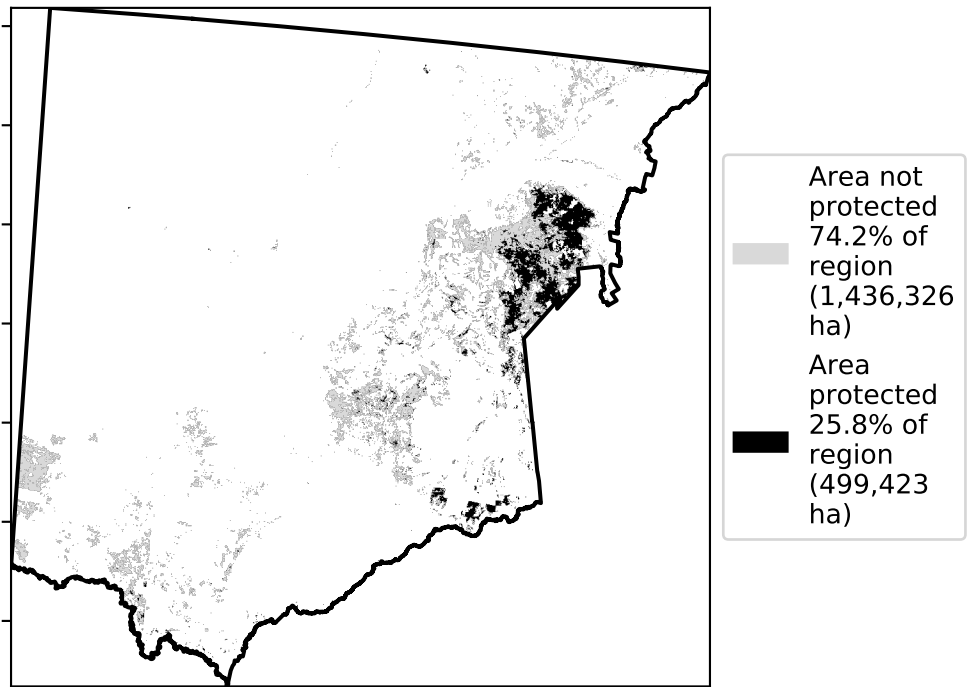 Area not
protected
74.2% of
region
(1,436,326
ha)
Area
protected
25.8% of
region
(499,423
ha)